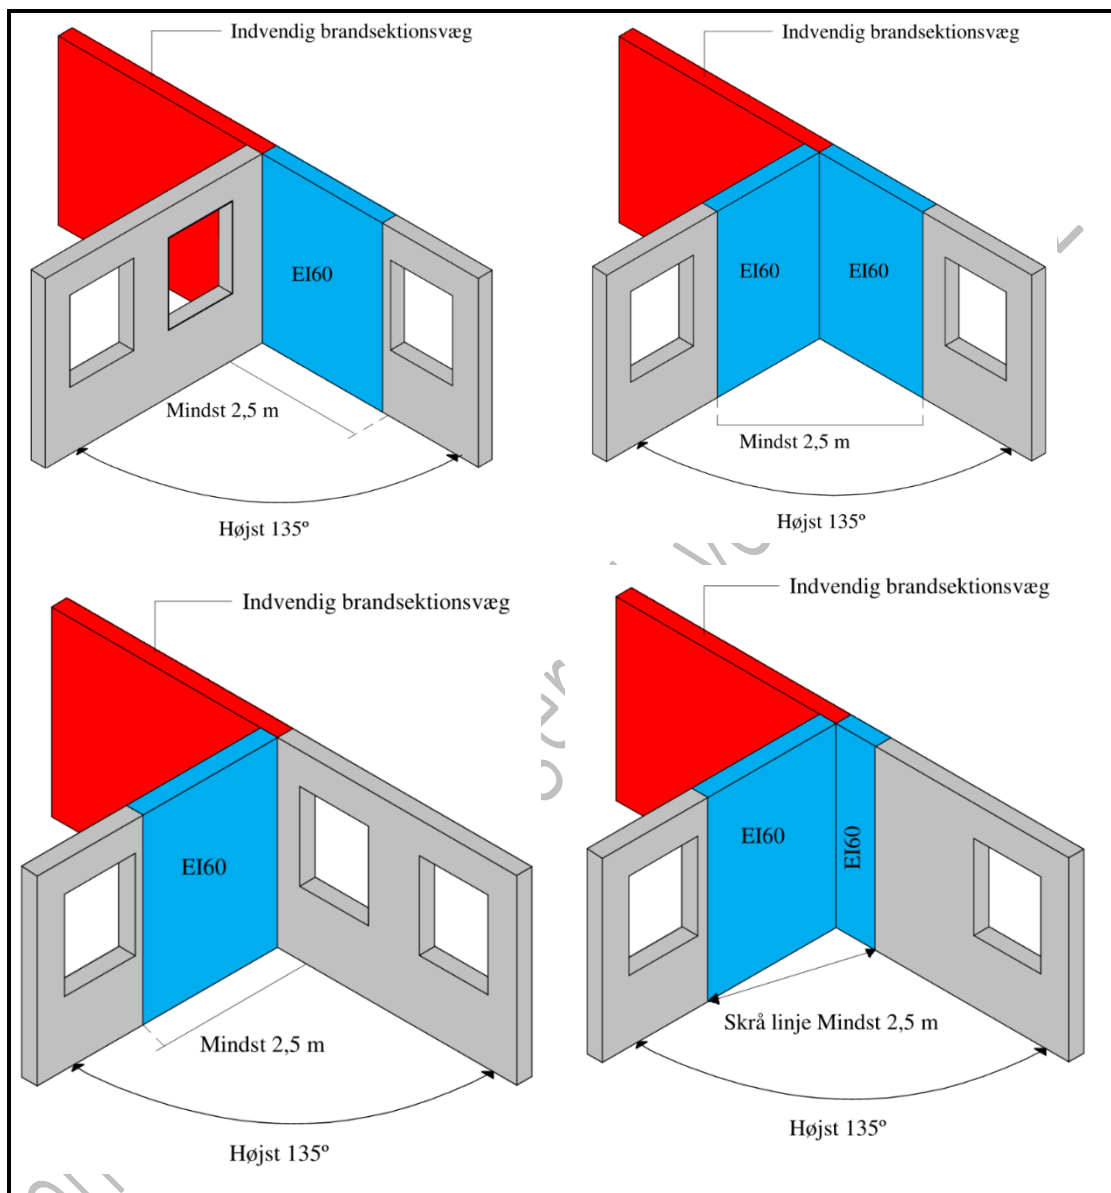 Indvendig brandsektionsvæg
Indvendig brandsektionsvæg
EI60
Mindst 2,5 m
Højst 135º
EI60
EI60
Mindst 2,5 m
Højst 135º
Indvendig brandsektionsvæg
Indvendig brandsektionsvæg
EI60
Mindst 2,5 m
Højst 135º
EI60
EI60
Skrå linje Mindst 2,5 m
Højst 135º